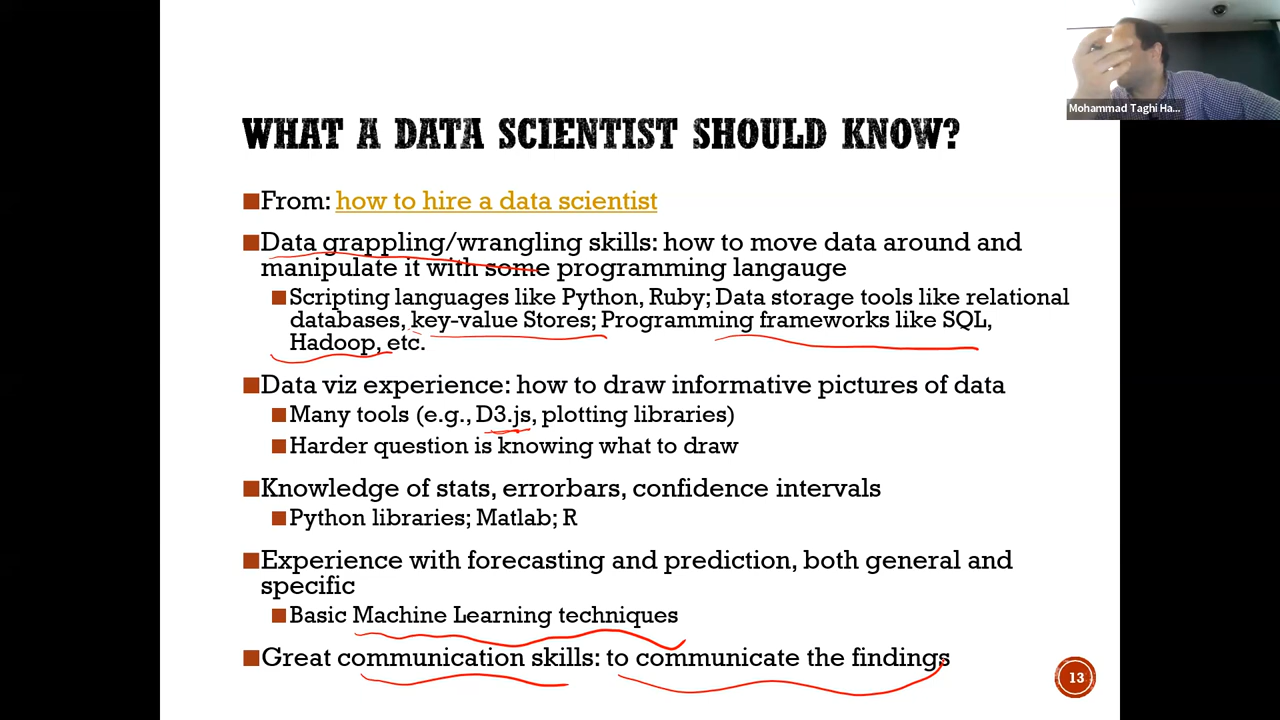 Mohammad Taghi Ha...
WHAT A DATA SCIENTIST SHOULD KNOW?
From: how to hire a data scientist
Data grappling/wrangling skills: how to move data around and
manipulate it with some programming langauge
Scripting languages like Python, Ruby; Data storage tools like relational
databases, key-value Stores; Programming frameworks like SQL,
Hadoop, etc.
Data viz experience: how to draw informative pictures of data
Many tools (e.g., D3.js, plotting libraries)
Harder question is knowing what to draw
Knowledge of stats, errorbars, confidence intervals
Python libraries; Matlab; R
Experience with forecasting and prediction, both general and
specific
Basic Machine Learning techniques
Great communication skills: to communicate the findings
13